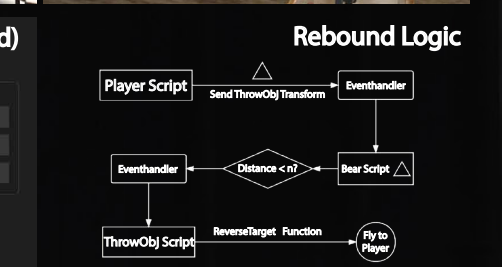 d)
Rebound Logic
Player Script
Send ThrowObj Transform
Eventhandler
Eventhandler
Distance < n?
Bear Script
ThrowObj Script
ReverseTarget Function
Fly to
Player